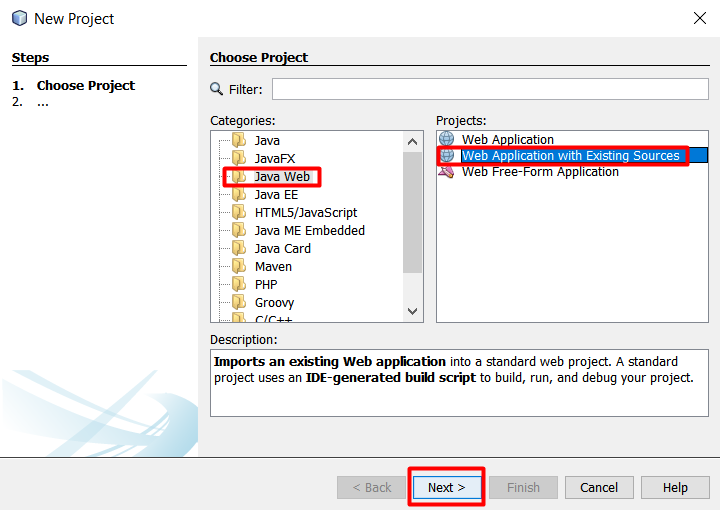 New Project
Steps
1. Choose Project
2. ...
Choose Project
Filter:
Categories:
Java
JavaFX
Java Web
Java EE
HTML5/JavaScript
Java ME Embedded
Java Card
Maven
PHP
Groovy
C/C++
Projects:
Web Application
Web Application with Existing Sources
Web Free-Form Application
Description:
Imports an existing Web application into a standard web project. A standard
project uses an IDE-generated build script to build, run, and debug your project.
< Back
Next >
Finish
Cancel
Help